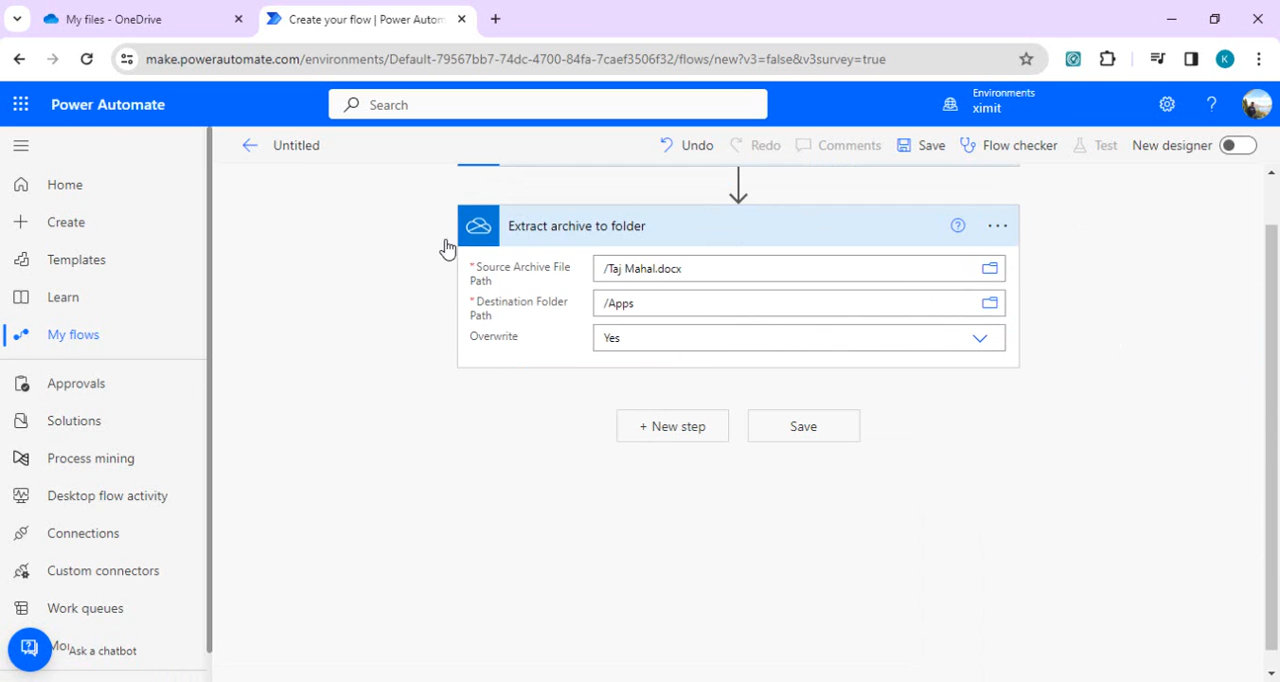 My files - OneDrive
Create your flow | Power Autom
make.powerautomate.com/environments/Default-79567bb7-74dc-4700-84fa-7caef3506f32/flows/new?v3=false&v3survey=true
K
Power Automate
Search
Environments
ximit
?
Untitled
Undo
Redo
Comments
Save
Flow checker
Test
New designer
Home
Create
Templates
Learn
My flows
Approvals
Solutions
Process mining
Desktop flow activity
Connections
Custom connectors
Work queues
Ask a chatbot
Extract archive to folder
?
...
* Source Archive File Path
/Taj Mahal.docx
* Destination Folder Path
/Apps
Overwrite
Yes
+ New step
Save